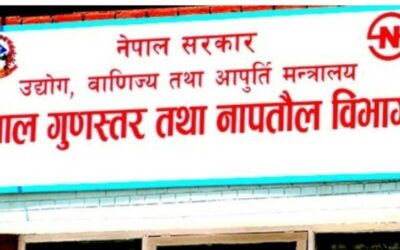 नेपाल सरकार
उद्योग, वाणिज्य तथा आपुर्ति मन्त्रालय
पाल गुणस्तर तथा नापतौल विभाग
N